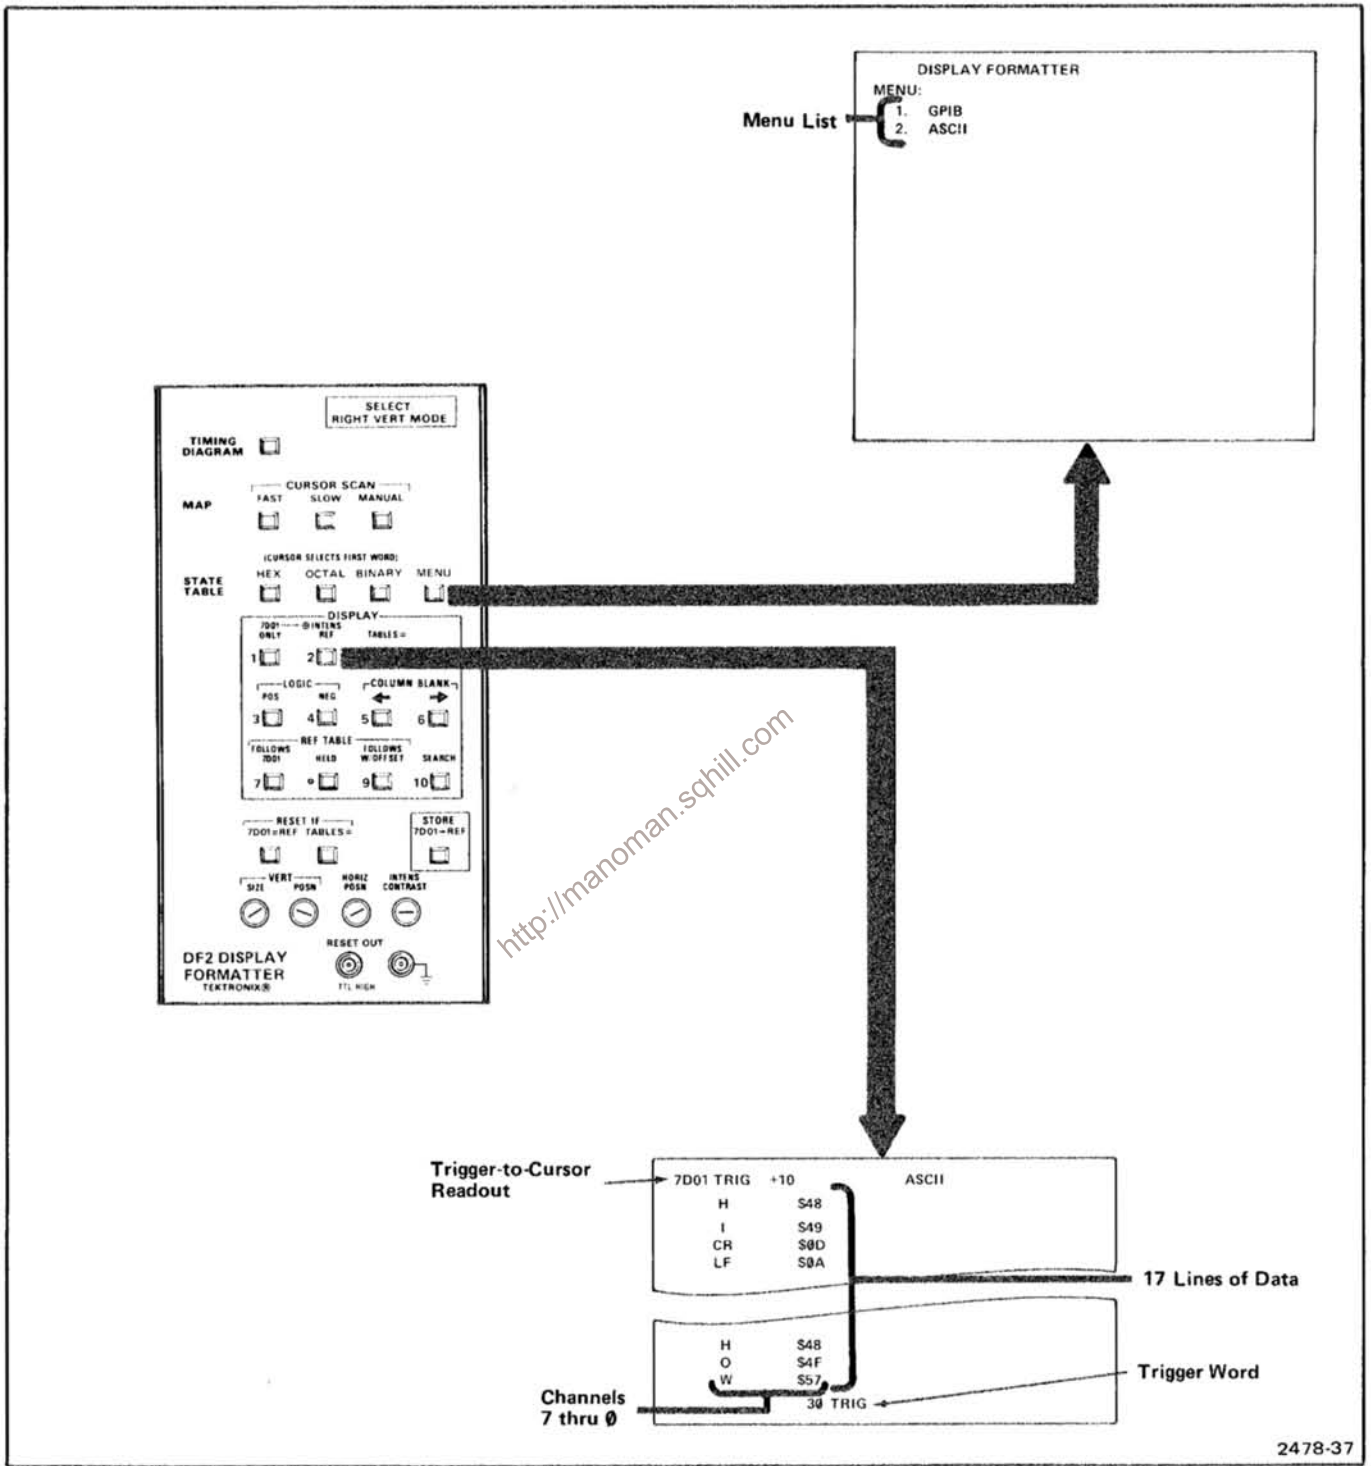 DISPLAY FORMATTER
MENU:
1. GPIB
2. ASCII
Menu List
SELECT
RIGHT VERT MODE
TIMING
DIAGRAM
CURSOR SCAN
MAP
FAST SLOW MANUAL
(CURSOR SELECTS FIRST WORD)
STATE
TABLE
HEX OCTAL BINARY MENU
DISPLAY
7D01 INTENS
ONLY REF TABLES =
1 2
LOGIC COLUMN BLANK
POS NEG
3 4 5 6
REF TABLE
FOLLOWS FOLLOWS
7D01 HELD W/OFFSET SEARCH
7 9 10
RESET IF
7D01=REF TABLES=
STORE
7D01→REF
VERT
SIZE POSN
HORIZ
POSN
INTENS
CONTRAST
RESET OUT
DF2 DISPLAY
FORMATTER
TEKTRONIX®
TTL HIGH
http://manoman.sqhill.com
Trigger-to-Cursor
Readout
7D01 TRIG +10 ASCII
H $48
I $49
CR $0D
LF $0A
17 Lines of Data
H $48
O $4F
W $57
30 TRIG
Trigger Word
Channels
7 thru 0
2478-37